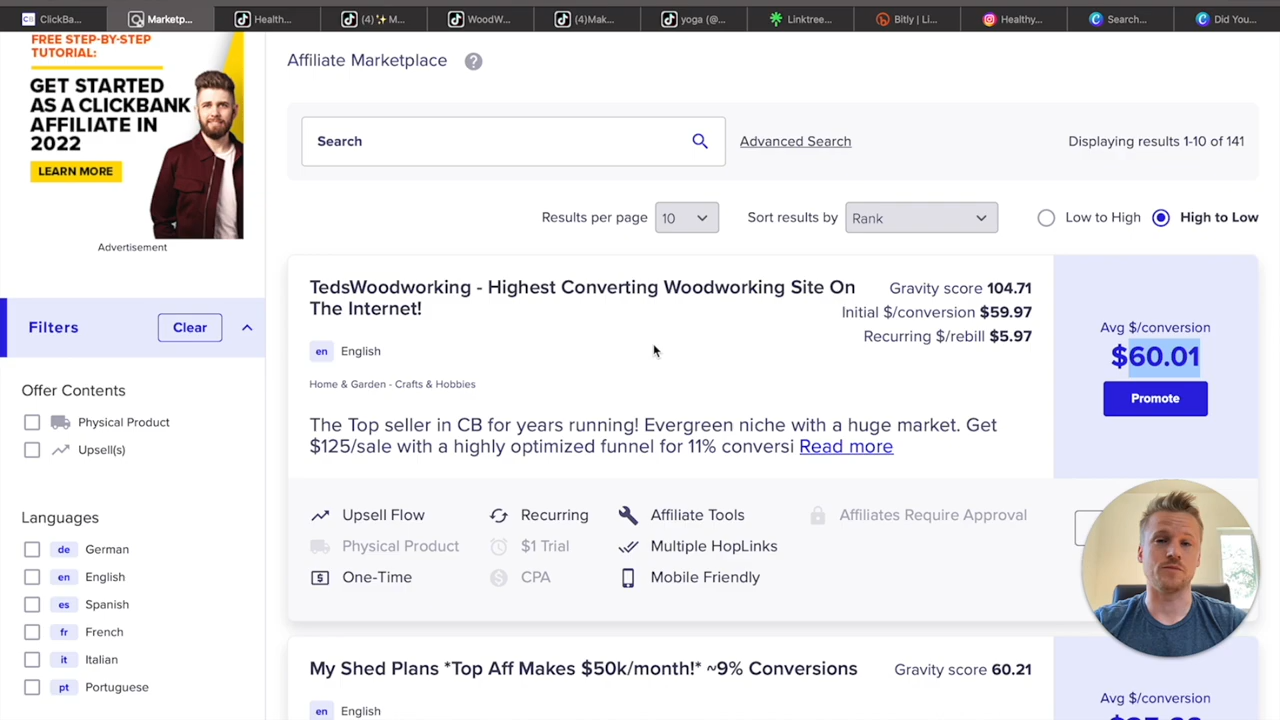 ClickBa...
Marketp...
Health...
(4)✨ M...
WoodW...
(4)Mak...
yoga (@...
Linktree...
Bitly | Li...
Healthy...
Search...
Did You...
FREE STEP-BY-STEP
TUTORIAL:
GET STARTED
AS A CLICKBANK
AFFILIATE IN
2022
LEARN MORE
Advertisement
Filters
Clear
Offer Contents
Physical Product
Upsell(s)
Languages
de German
en English
es Spanish
fr French
it Italian
pt Portuguese
Affiliate Marketplace ?
Search
Advanced Search
Displaying results 1-10 of 141
Results per page 10
Sort results by Rank
Low to High
High to Low
TedsWoodworking - Highest Converting Woodworking Site On
The Internet!
Gravity score 104.71
Initial $/conversion $59.97
Recurring $/rebill $5.97
en English
Home & Garden - Crafts & Hobbies
The Top seller in CB for years running! Evergreen niche with a huge market. Get
$125/sale with a highly optimized funnel for 11% conversi Read more
Avg $/conversion
$60.01
Promote
Upsell Flow
Recurring
Affiliate Tools
Affiliates Require Approval
Physical Product
$1 Trial
Multiple HopLinks
One-Time
CPA
Mobile Friendly
My Shed Plans *Top Aff Makes $50k/month!* ~9% Conversions
Gravity score 60.21
en English
Avg $/conversion